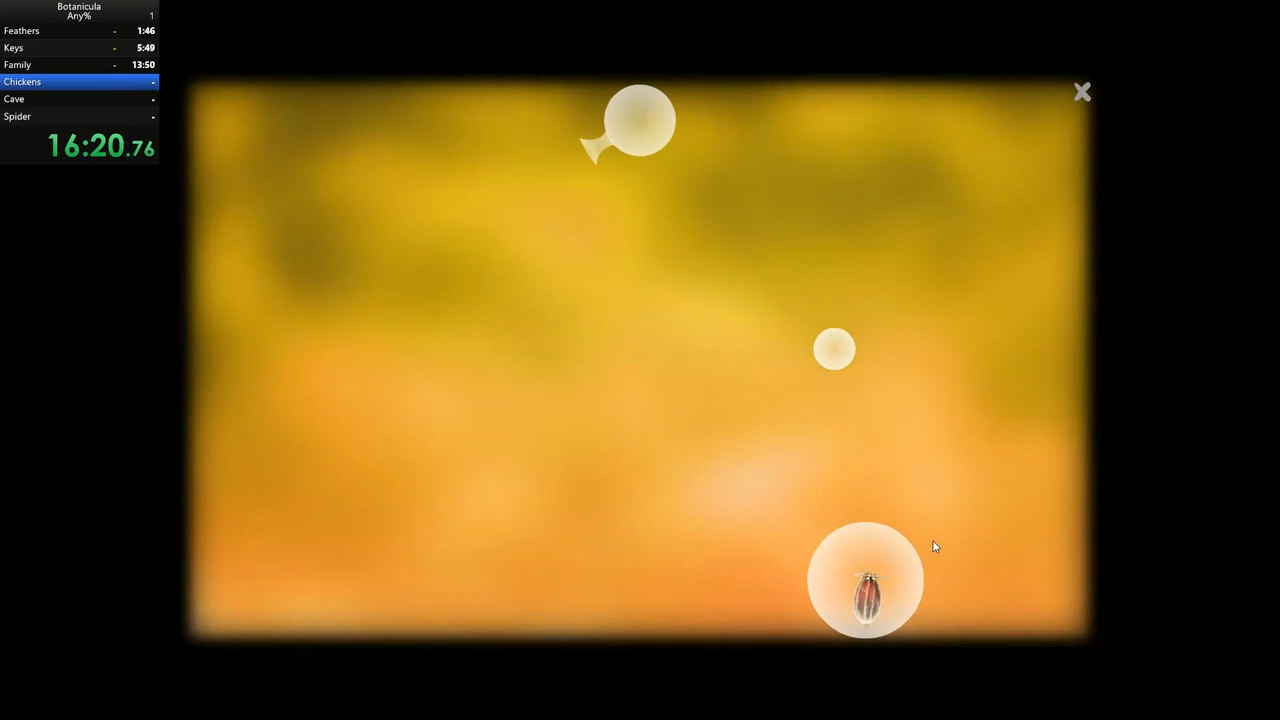 Botanicula
Any% 1
Feathers - 1:46
Keys - 5:49
Family - 13:50
Chickens -
Cave -
Spider -
16:20.76